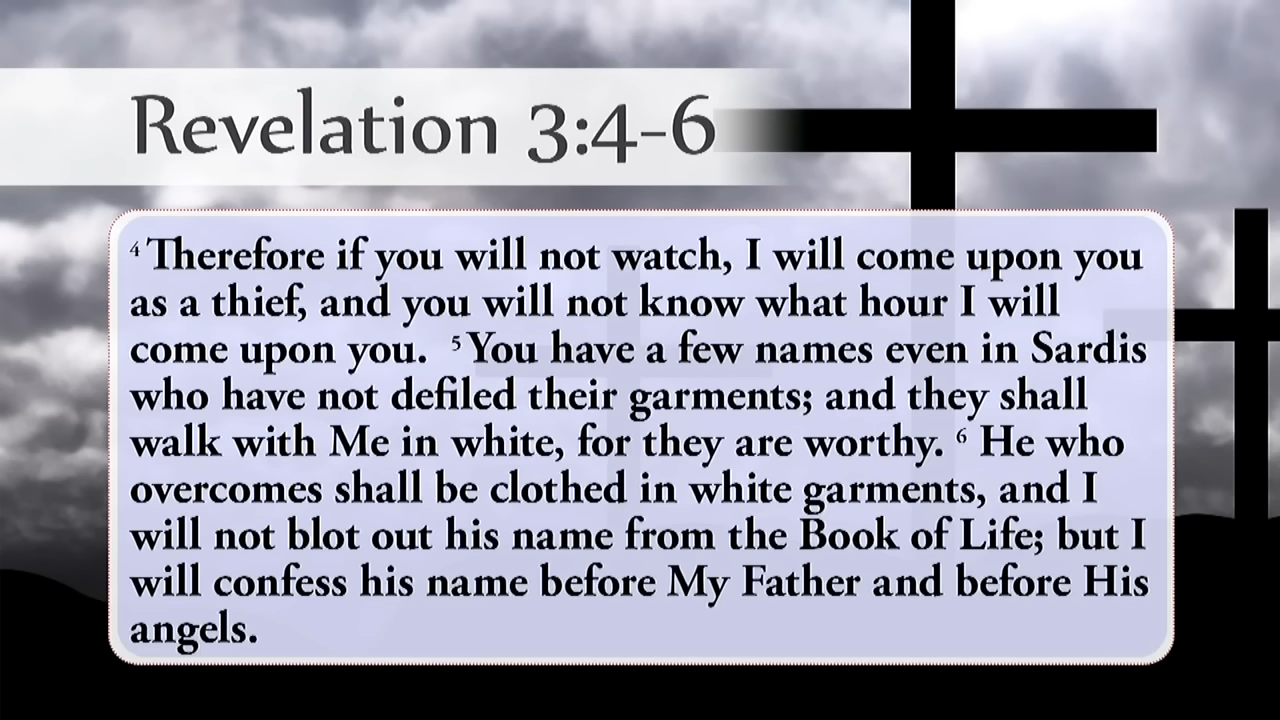 Revelation 3:4-6
4 Therefore if you will not watch, I will come upon you
as a thief, and you will not know what hour I will
come upon you. 5 You have a few names even in Sardis
who have not defiled their garments; and they shall
walk with Me in white, for they are worthy. 6 He who
overcomes shall be clothed in white garments, and I
will not blot out his name from the Book of Life; but I
will confess his name before My Father and before His
angels.